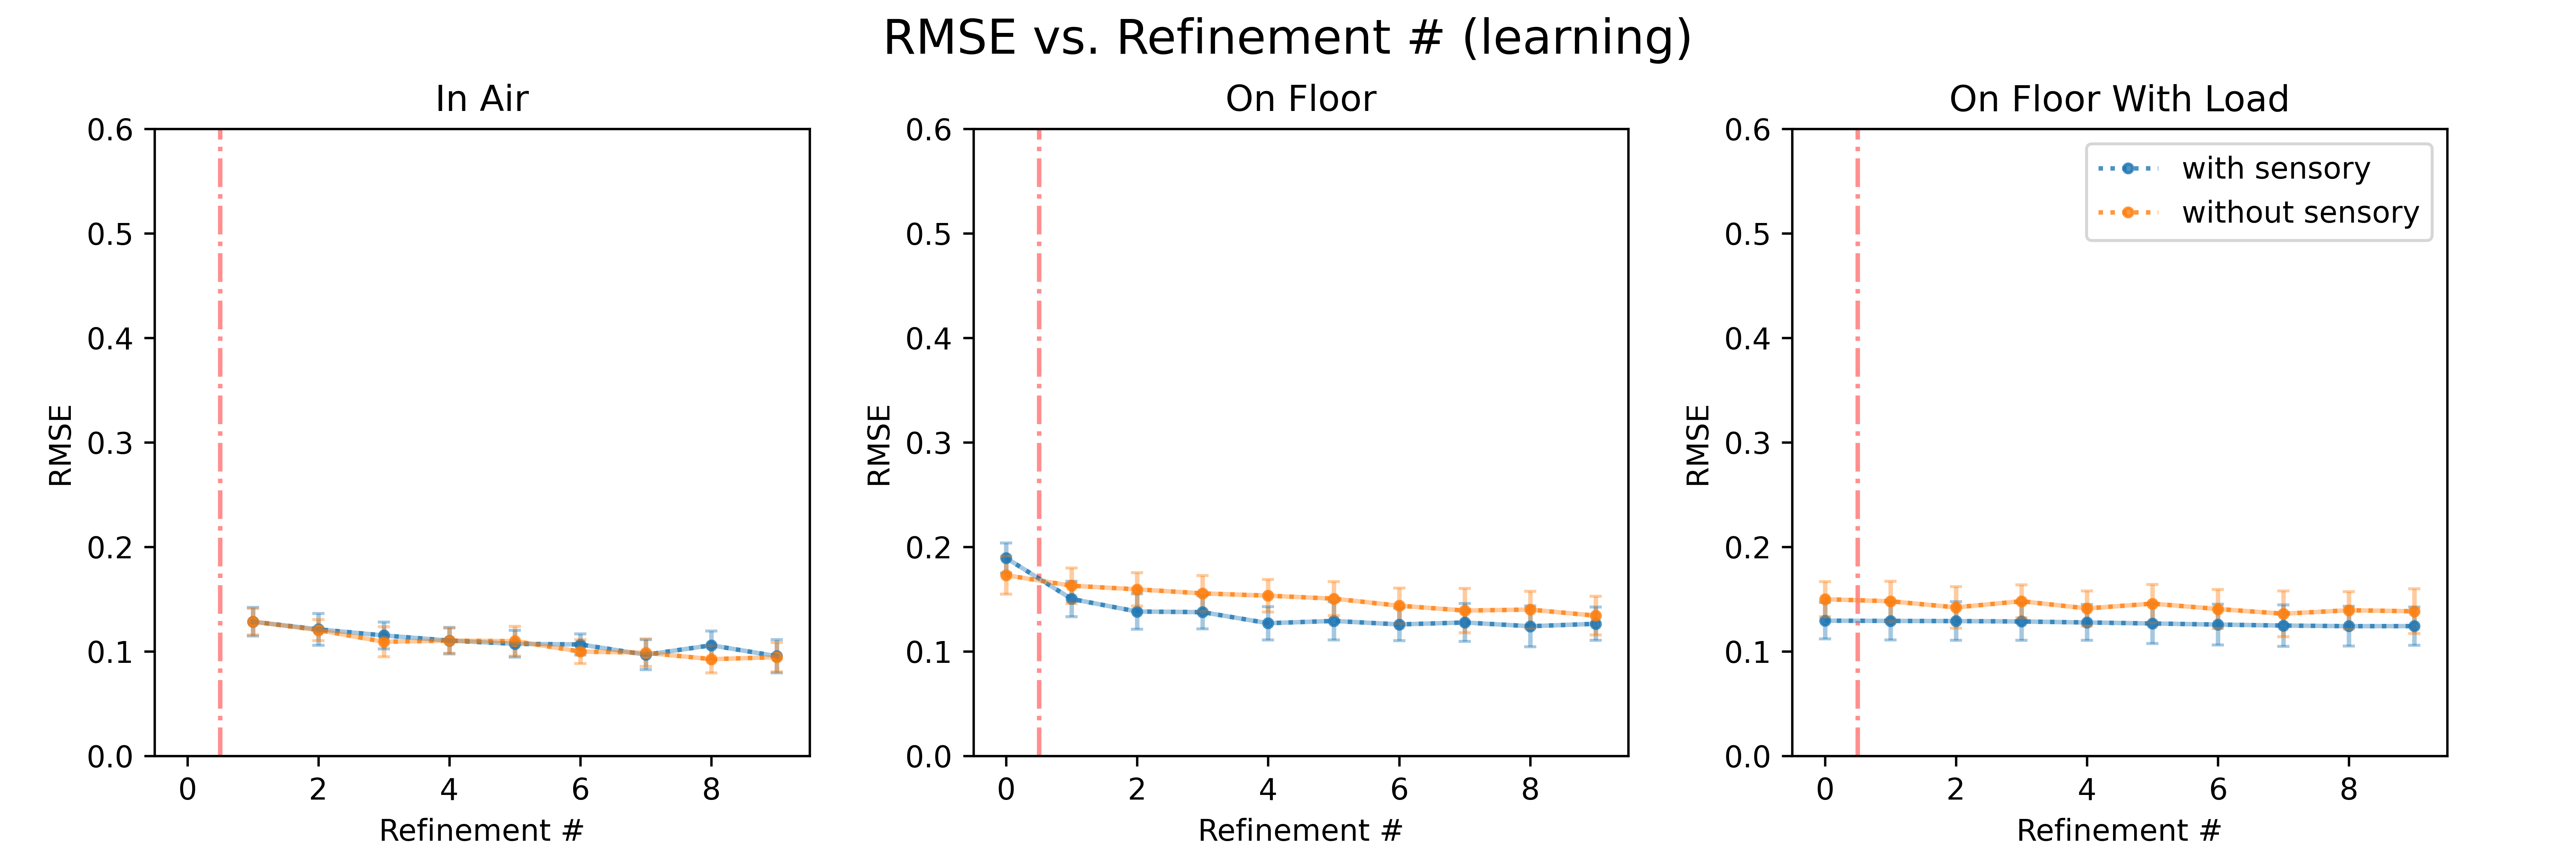 RMSE vs. Refinement # (learning)
In Air
0.6
0.5
0.4
0.3
0.2
0.1
0.0
RMSE
0 2 4 6 8
Refinement #
On Floor
0.6
0.5
0.4
0.3
0.2
0.1
0.0
RMSE
0 2 4 6 8
Refinement #
On Floor With Load
0.6
0.5
0.4
0.3
0.2
0.1
0.0
RMSE
0 2 4 6 8
Refinement #
with sensory
without sensory